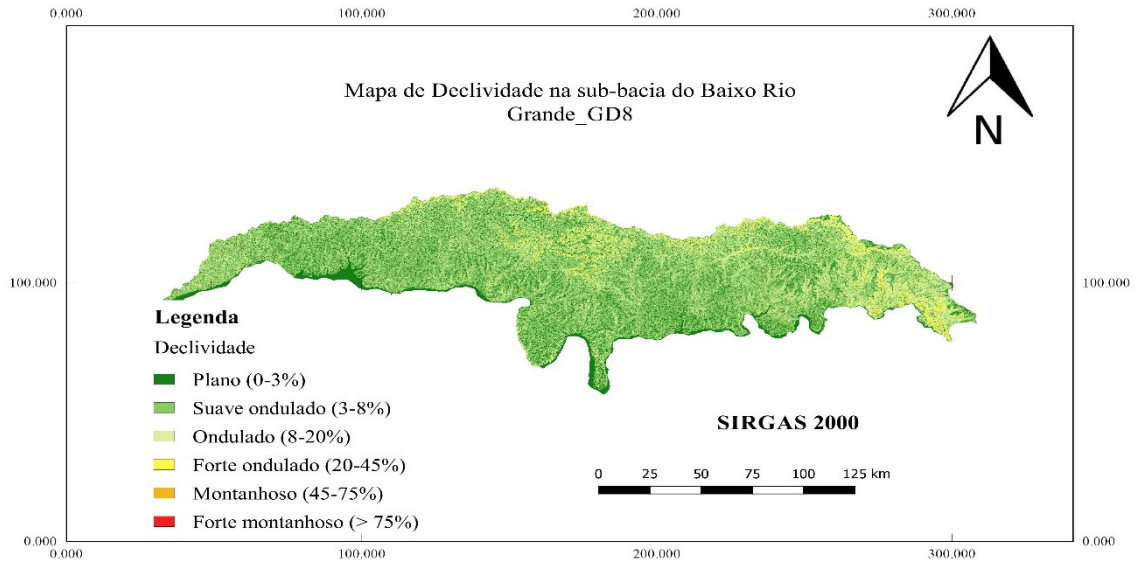 0.000 100.000 200.000 300.000
Mapa de Declividade na sub-bacia do Baixo Rio
Grande_GD8
N
100.000 100.000
Legenda
Declividade
Plano (0-3%)
Suave ondulado (3-8%)
Ondulado (8-20%)
Forte ondulado (20-45%)
Montanhoso (45-75%)
Forte montanhoso (> 75%)
SIRGAS 2000
0 25 50 75 100 125 km
0.000 0.000
0.000 100.000 200.000 300.000